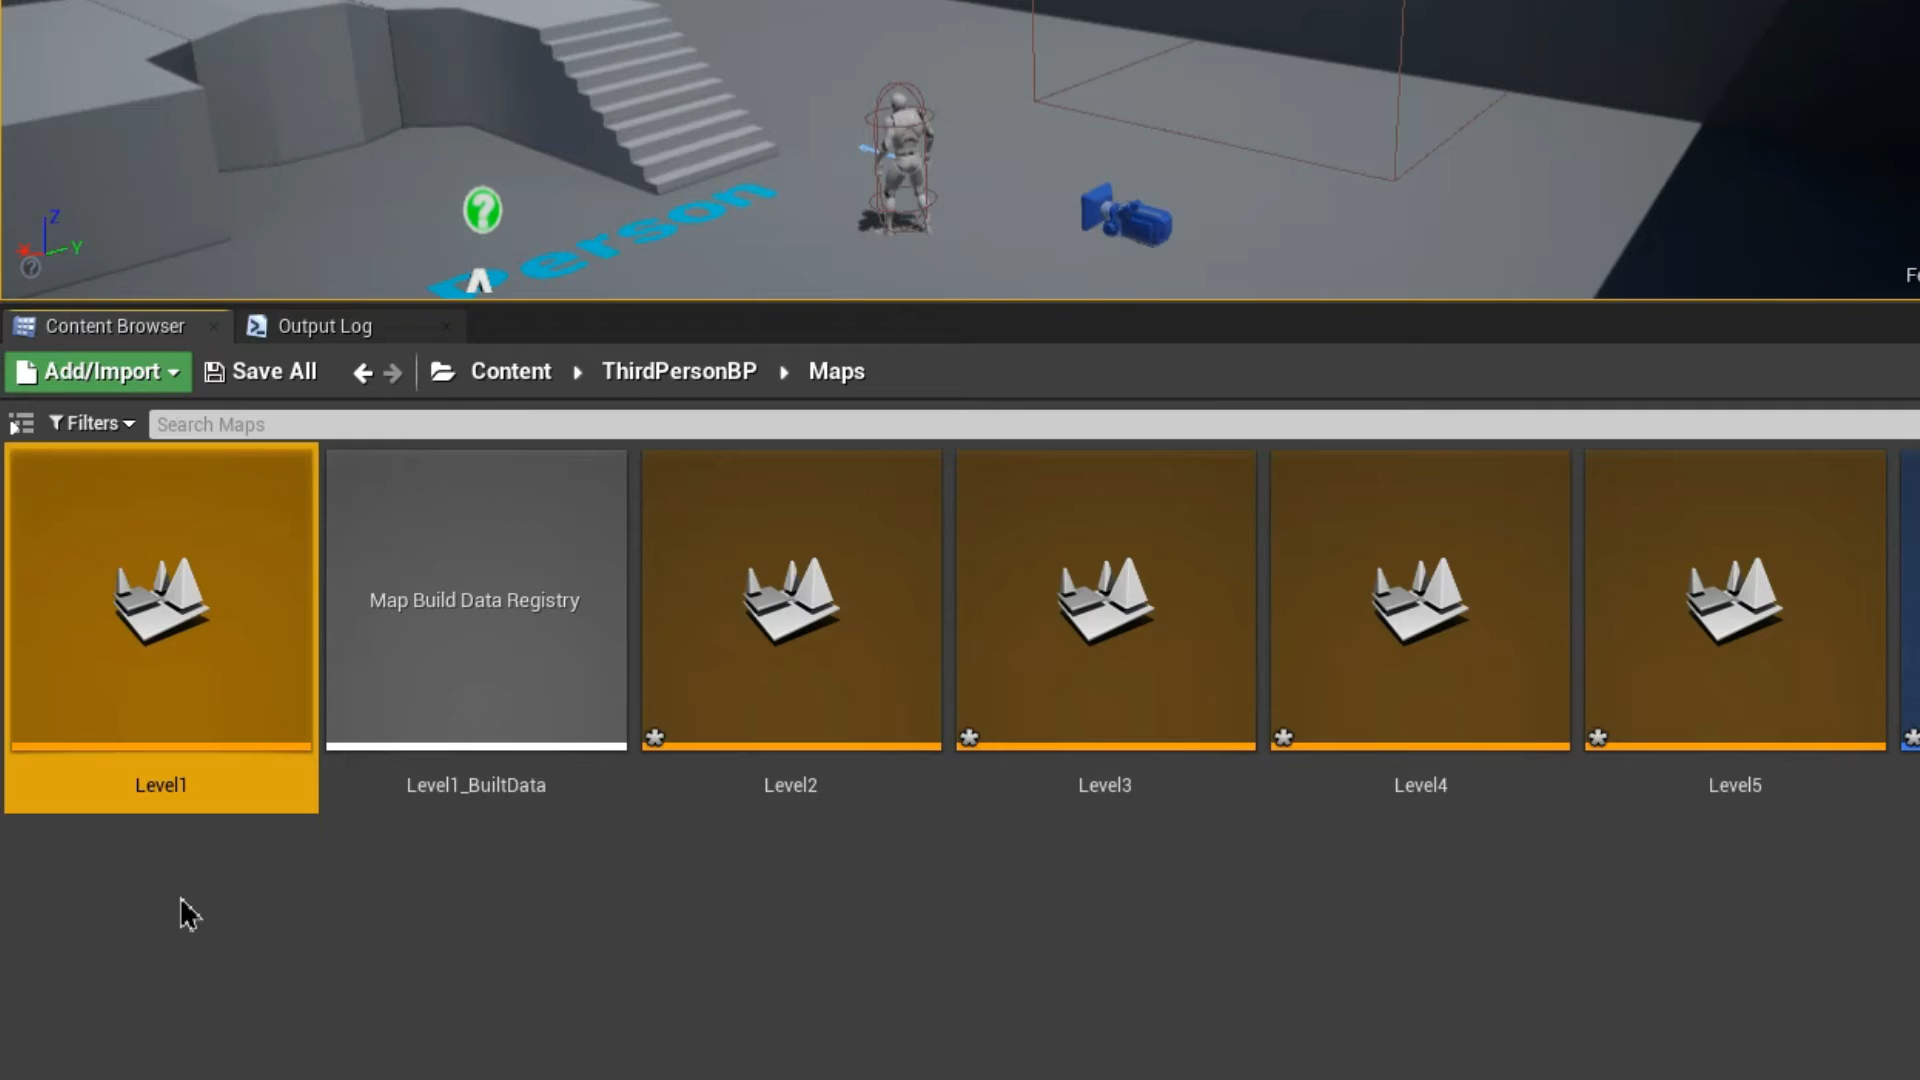 Person
Z
Y
?
?
Content Browser
Output Log
Add/Import
Save All
Content
ThirdPersonBP
Maps
Filters
Search Maps
Map Build Data Registry
Level1
Level1_BuiltData
Level2
Level3
Level4
Level5